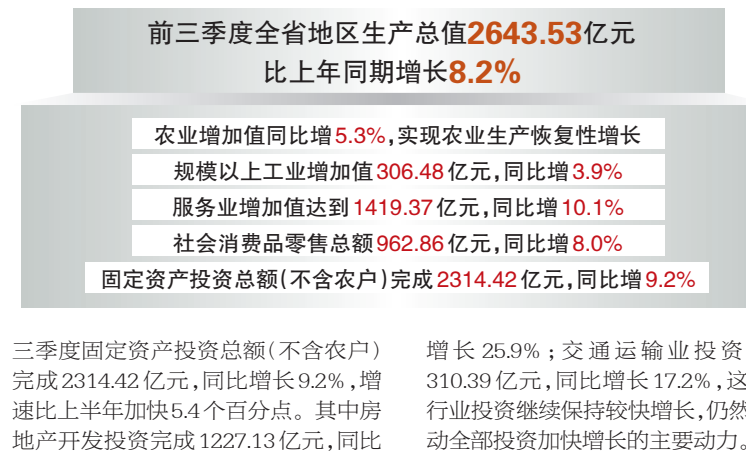 前三季度全省地区生产总值2643.53亿元
比上年同期增长8.2%
农业增加值同比增5.3%,实现农业生产恢复性增长
规模以上工业增加值306.48亿元,同比增3.9%
服务业增加值达到1419.37亿元,同比增10.1%
社会消费品零售总额962.86亿元,同比增8.0%
固定资产投资总额(不含农户)完成2314.42亿元,同比增9.2%
三季度固定资产投资总额(不含农户)
完成2314.42亿元,同比增长9.2%,增
速比上半年加快5.4个百分点。其中房
地产开发投资完成1227.13亿元,同比
增长25.9%;交通运输业投资
310.39亿元,同比增长17.2%,这
行业投资继续保持较快增长,仍然
动全部投资加快增长的主要动力。